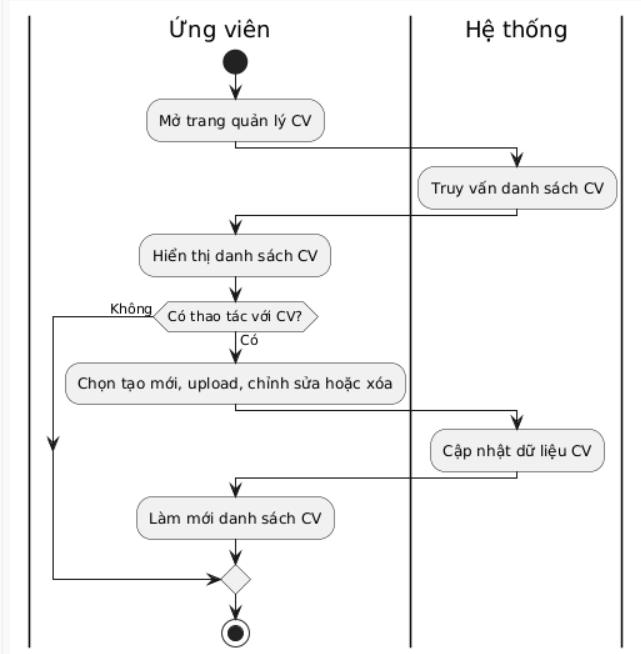 Ứng viên
Hệ thống
Mở trang quản lý CV
Truy vấn danh sách CV
Hiển thị danh sách CV
Không
Có thao tác với CV?
Có
Chọn tạo mới, upload, chỉnh sửa hoặc xóa
Cập nhật dữ liệu CV
Làm mới danh sách CV